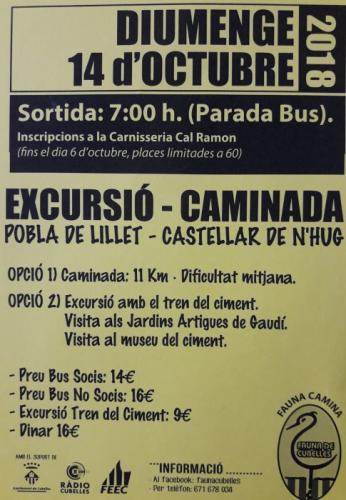 DIUMENGE
14 d'OCTUBRE
2018
Sortida: 7:00 h. (Parada Bus).
Inscripcions a la Carnisseria Cal Ramon
(fins el dia 6 d'octubre, places limitades a 60)
EXCURSIÓ - CAMINADA
POBLA DE LILLET - CASTELLAR DE N'HUG
OPCIÓ 1) Caminada: 11 Km - Dificultat mitjana.
OPCIÓ 2) Excursió amb el tren del ciment.
Visita als Jardins Artigues de Gaudí.
Visita al museu del ciment.
- Preu Bus Socis: 14€
- Preu Bus No Socis: 16€
- Excursió Tren del Ciment: 9€
- Dinar 16€
FAUNA CAMINA
FAUNA DE
CUBELLES
AMB EL SUPORT DE
Ajuntament de Cubelles
RÀDIO
CUBELLES
FEEC
***INFORMACIÓ
- Al facebook: faunacubelles
- Per telèfon: 671 678 034